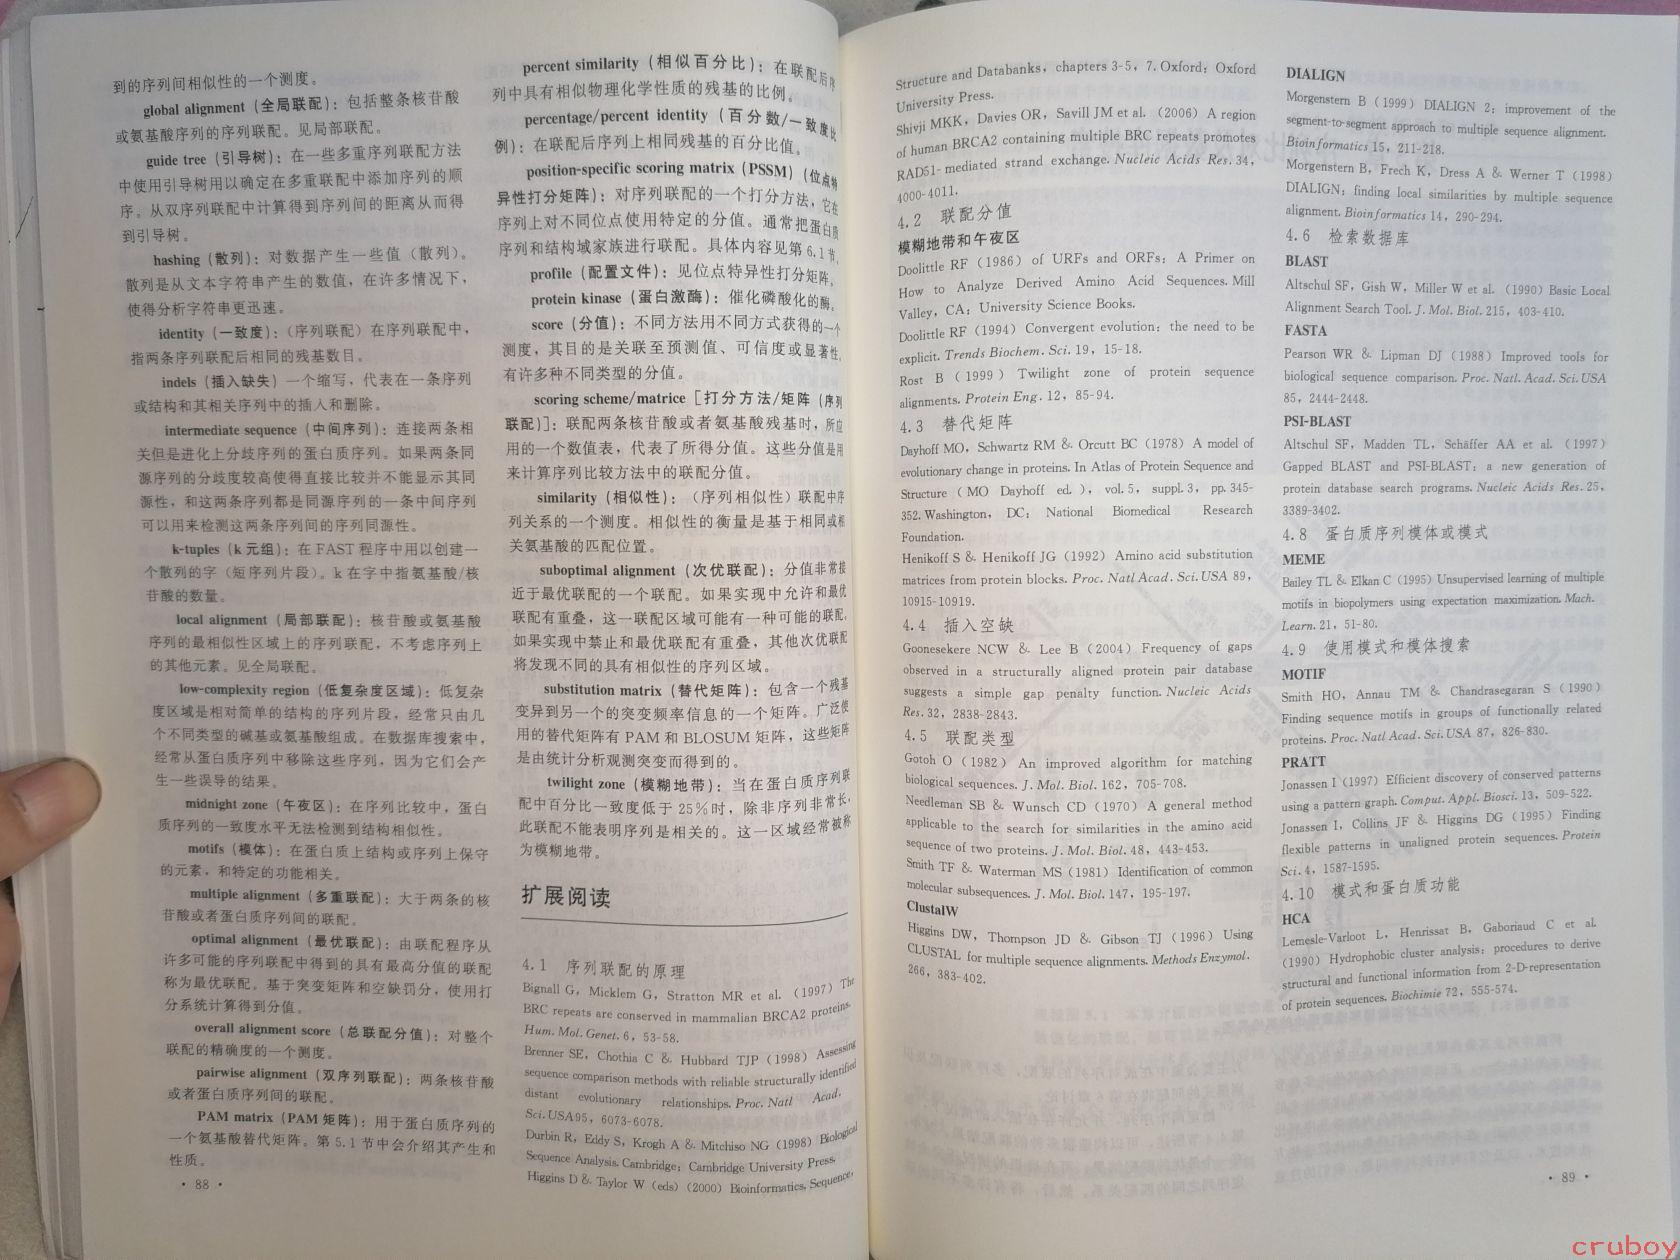 到的序列间相似性的一个测度。
global alignment (全局联配)：包括整条核苷酸
或氨基酸序列的序列联配。见局部联配。
guide tree (引导树)：在一些多重序列联配方法
中使用引导树用以确定在多重联配中添加序列的顺
序。从双序列联配中计算得到序列间的距离从而得
到引导树。
hashing (散列)：对数据产生一些值 (散列)。
散列是从文本字符串产生的数值，在许多情况下，
使得分析字符串更迅速。
identity (一致度)：(序列联配) 在序列联配中，
指两条序列联配后相同的残基数目。
indels (插入缺失) 一个缩写，代表在一条序列
或结构和其相关序列中的插入和删除。
intermediate sequence (中间序列)：连接两条相
关但是进化上分歧序列的蛋白质序列。如果两条同
源序列的分歧度较高使得直接比较并不能显示其同
源性，和这两条序列都是同源序列的一条中间序列
可以用来检测这两条序列间的序列同源性。
k-tuples (k 元组)：在 FAST 程序中用以创建一
个散列的字 (短序列片段)。k 在字中指氨基酸/核
苷酸的数量。
local alignment (局部联配)：核苷酸或氨基酸
序列的最相似性区域上的序列联配，不考虑序列上
的其他元素。见全局联配。
low-complexity region (低复杂度区域)：低复杂
度区域是相对简单的结构的序列片段，经常只由几
个不同类型的碱基或氨基酸组成。在数据库搜索中，
经常从蛋白质序列中移除这些序列，因为它们会产
生一些误导的结果。
midnight zone (午夜区)：在序列比较中，蛋白
质序列的一致度水平无法检测到结构相似性。
motifs (模体)：在蛋白质上结构或序列上保守
的元素，和特定的功能相关。
multiple alignment (多重联配)：大于两条的核
苷酸或者蛋白质序列间的联配。
optimal alignment (最优联配)：由联配程序从
许多可能的序列联配中得到的具有最高分值的联配
称为最优联配。基于突变矩阵和空缺罚分，使用打
分系统计算得到分值。
overall alignment score (总联配分值)：对整个
联配的精确度的一个测度。
pairwise alignment (双序列联配)：两条核苷酸
或者蛋白质序列间的联配。
PAM matrix (PAM 矩阵)：用于蛋白质序列的
一个氨基酸替代矩阵。第 5.1 节中会介绍其产生和
性质。
· 88 ·
percent similarity (相似百分比)：在联配后序
列中具有相似物理化学性质的残基的比例。
percentage/percent identity (百分数/一致度比
例)：在联配后序列上相同残基的百分比值。
position-specific scoring matrix (PSSM) (位点特
异性打分矩阵)：对序列联配的一个打分方法，它在
序列上对不同位点使用特定的分值。通常把蛋白质
序列和结构域家族进行联配。具体内容见第 6.1 节。
profile (配置文件)：见位点特异性打分矩阵。
protein kinase (蛋白激酶)：催化磷酸化的酶。
score (分值)：不同方法用不同方式获得的一个
测度，其目的是关联至预测值、可信度或显著性。
有许多种不同类型的分值。
scoring scheme/matrice [打分方法/矩阵 (序列
联配)]：联配两条核苷酸或者氨基酸残基时，所应
用的一个数值表，代表了所得分值。这些分值是用
来计算序列比较方法中的联配分值。
similarity (相似性)：(序列相似性) 联配中序
列关系的一个测度。相似性的衡量是基于相同或相
关氨基酸的匹配位置。
suboptimal alignment (次优联配)：分值非常接
近于最优联配的一个联配。如果实现中允许和最优
联配有重叠，这一联配区域可能有一种可能的联配。
如果实现中禁止和最优联配有重叠，其他次优联配
将发现不同的具有相似性的序列区域。
substitution matrix (替代矩阵)：包含一个残基
变异到另一个的突变频率信息的一个矩阵。广泛使
用的替代矩阵有 PAM 和 BLOSUM 矩阵，这些矩阵
是由统计分析观测突变而得到的。
twilight zone (模糊地带)：当在蛋白质序列联
配中百分比一致度低于 25%时，除非序列非常长，
此联配不能表明序列是相关的。这一区域经常被称
为模糊地带。
扩展阅读
4.1 序列联配的原理
Bignall G, Micklem G, Stratton MR et al. (1997) The
BRC repeats are conserved in mammalian BRCA2 proteins.
Hum. Mol. Genet. 6, 53-58.
Brenner SE, Chothia C & Hubbard TJP (1998) Assessing
sequence comparison methods with reliable structurally identified
distant evolutionary relationships. Proc. Natl Acad.
Sci. USA95, 6073-6078.
Durbin R, Eddy S, Krogh A & Mitchiso NG (1998) Biological
Sequence Analysis. Cambridge: Cambridge University Press.
Higgins D & Taylor W (eds) (2000) Bioinformatics, Sequence,
Structure and Databanks, chapters 3-5, 7. Oxford: Oxford
University Press.
Shivji MKK, Davies OR, Savill JM et al. (2006) A region
of human BRCA2 containing multiple BRC repeats promotes
RAD51- mediated strand exchange. Nucleic Acids Res. 34,
4000-4011.
4.2 联配分值
模糊地带和午夜区
Doolittle RF (1986) of URFs and ORFs: A Primer on
How to Analyze Derived Amino Acid Sequences. Mill
Valley, CA: University Science Books.
Doolittle RF (1994) Convergent evolution: the need to be
explicit. Trends Biochem. Sci. 19, 15-18.
Rost B (1999) Twilight zone of protein sequence
alignments. Protein Eng. 12, 85-94.
4.3 替代矩阵
Dayhoff MO, Schwartz RM & Orcutt BC (1978) A model of
evolutionary change in proteins. In Atlas of Protein Sequence and
Structure (MO Dayhoff ed.), vol. 5, suppl. 3, pp. 345-
352. Washington, DC: National Biomedical Research
Foundation.
Henikoff S & Henikoff JG (1992) Amino acid substitution
matrices from protein blocks. Proc. Natl Acad. Sci. USA 89,
10915-10919.
4.4 插入空缺
Goonesekere NCW & Lee B (2004) Frequency of gaps
observed in a structurally aligned protein pair database
suggests a simple gap penalty function. Nucleic Acids
Res. 32, 2838-2843.
4.5 联配类型
Gotoh O (1982) An improved algorithm for matching
biological sequences. J. Mol. Biol. 162, 705-708.
Needleman SB & Wunsch CD (1970) A general method
applicable to the search for similarities in the amino acid
sequence of two proteins. J. Mol. Biol. 48, 443-453.
Smith TF & Waterman MS (1981) Identification of common
molecular subsequences. J. Mol. Biol. 147, 195-197.
ClustalW
Higgins DW, Thompson JD & Gibson TJ (1996) Using
CLUSTAL for multiple sequence alignments. Methods Enzymol.
266, 383-402.
DIALIGN
Morgenstern B (1999) DIALIGN 2: improvement of the
segment-to-segment approach to multiple sequence alignment.
Bioinformatics 15, 211-218.
Morgenstern B, Frech K, Dress A & Werner T (1998)
DIALIGN: finding local similarities by multiple sequence
alignment. Bioinformatics 14, 290-294.
4.6 检索数据库
BLAST
Altschul SF, Gish W, Miller W et al. (1990) Basic Local
Alignment Search Tool. J. Mol. Biol. 215, 403-410.
FASTA
Pearson WR & Lipman DJ (1988) Improved tools for
biological sequence comparison. Proc. Natl. Acad. Sci. USA
85, 2444-2448.
PSI-BLAST
Altschul SF, Madden TL, Schäffer AA et al. (1997)
Gapped BLAST and PSI-BLAST: a new generation of
protein database search programs. Nucleic Acids Res. 25,
3389-3402.
4.8 蛋白质序列模体或模式
MEME
Bailey TL & Elkan C (1995) Unsupervised learning of multiple
motifs in biopolymers using expectation maximization. Mach.
Learn. 21, 51-80.
4.9 使用模式和模体搜索
MOTIF
Smith HO, Annau TM & Chandrasegaran S (1990)
Finding sequence motifs in groups of functionally related
proteins. Proc. Natl Acad. Sci. USA 87, 826-830.
PRATT
Jonassen I (1997) Efficient discovery of conserved patterns
using a pattern graph. Comput. Appl. Biosci. 13, 509-522.
Jonassen I, Collins JF & Higgins DG (1995) Finding
flexible patterns in unaligned protein sequences. Protein
Sci. 4, 1587-1595.
4.10 模式和蛋白质功能
HCA
Lemesle-Varloot L, Henrissat B, Gaboriaud C et al.
(1990) Hydrophobic cluster analysis: procedures to derive
structural and functional information from 2-D-representation
of protein sequences. Biochimie 72, 555-574.
· 89 ·
cruboy